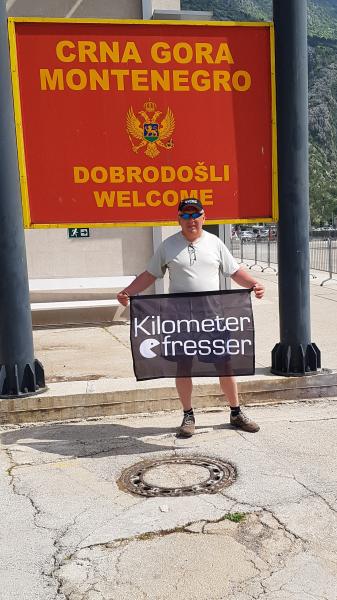 CRNA GORA
MONTENEGRO
DOBRODOŠLI
WELCOME
Kilometer
fresser